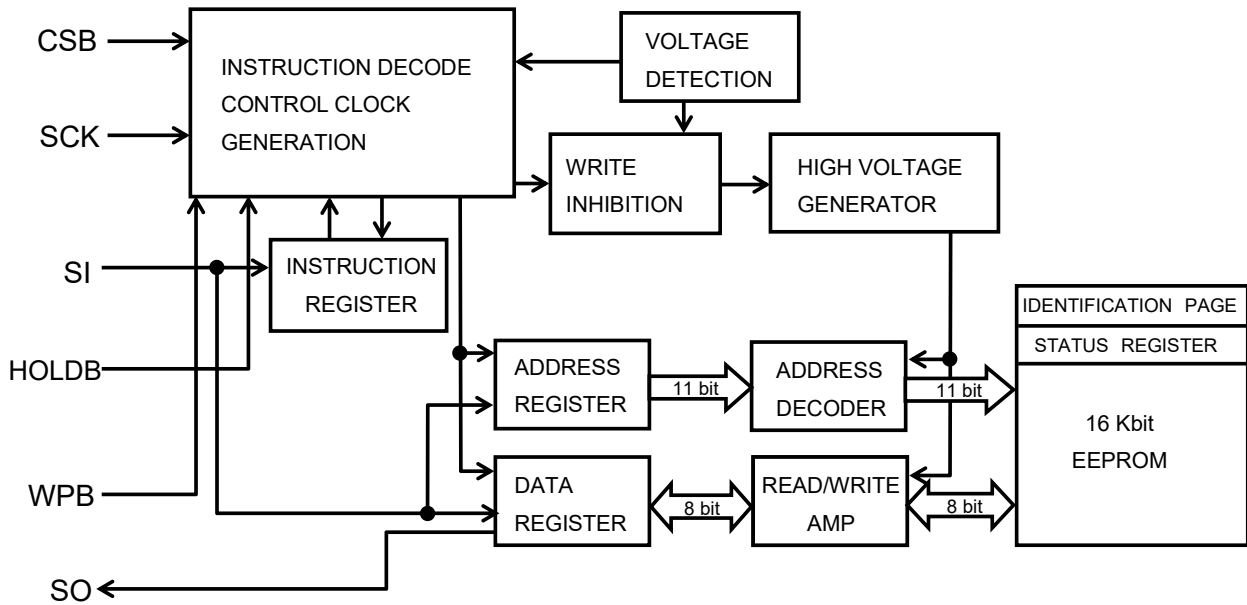 CSB
SCK
SI
HOLDB
WPB
SO
INSTRUCTION DECODE
CONTROL CLOCK
GENERATION
VOLTAGE
DETECTION
WRITE
INHIBITION
HIGH VOLTAGE
GENERATOR
INSTRUCTION
REGISTER
ADDRESS
REGISTER
11 bit
ADDRESS
DECODER
11 bit
DATA
REGISTER
8 bit
READ/WRITE
AMP
8 bit
IDENTIFICATION PAGE
STATUS REGISTER
16 Kbit
EEPROM